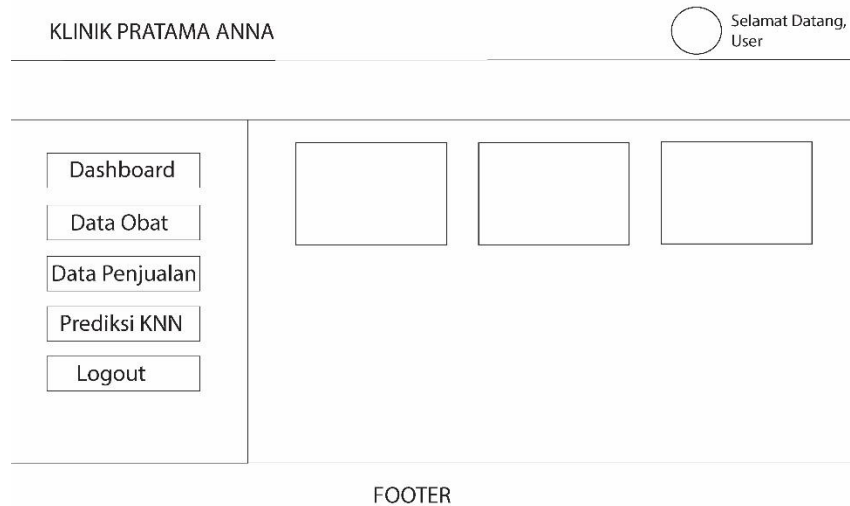 KLINIK PRATAMA ANNA
Selamat Datang,
User
Dashboard
Data Obat
Data Penjualan
Prediksi KNN
Logout
FOOTER